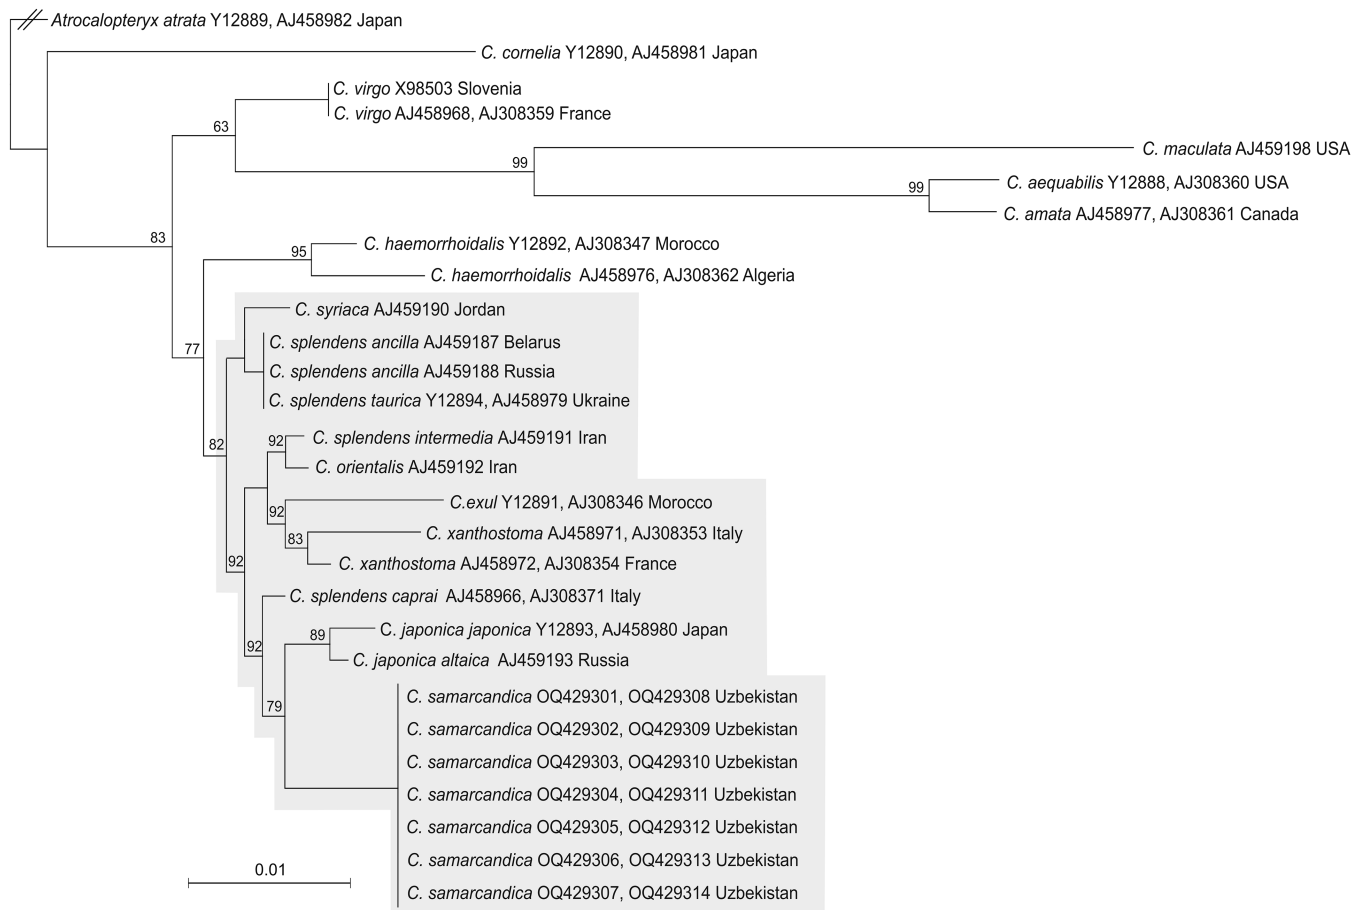 Atrocalopteryx atrata Y12889, AJ458982 Japan
C. cornelia Y12890, AJ458981 Japan
C. virgo X98503 Slovenia
C. virgo AJ458968, AJ308359 France
63
C. maculata AJ459198 USA
99
C. aequabilis Y12888, AJ308360 USA
99
C. amata AJ458977, AJ308361 Canada
83
C. haemorrhoidalis Y12892, AJ308347 Morocco
95
C. haemorrhoidalis AJ458976, AJ308362 Algeria
C. syriaca AJ459190 Jordan
C. splendens ancilla AJ459187 Belarus
77
C. splendens ancilla AJ459188 Russia
C. splendens taurica Y12894, AJ458979 Ukraine
82
92
C. splendens intermedia AJ459191 Iran
C. orientalis AJ459192 Iran
C.exul Y12891, AJ308346 Morocco
92
C. xanthostoma AJ458971, AJ308353 Italy
83
C. xanthostoma AJ458972, AJ308354 France
92
C. splendens caprai AJ458966, AJ308371 Italy
C. japonica japonica Y12893, AJ458980 Japan
89
92
C. japonica altaica AJ459193 Russia
C. samarcandica OQ429301, OQ429308 Uzbekistan
79
C. samarcandica OQ429302, OQ429309 Uzbekistan
C. samarcandica OQ429303, OQ429310 Uzbekistan
C. samarcandica OQ429304, OQ429311 Uzbekistan
C. samarcandica OQ429305, OQ429312 Uzbekistan
C. samarcandica OQ429306, OQ429313 Uzbekistan
C. samarcandica OQ429307, OQ429314 Uzbekistan
0.01